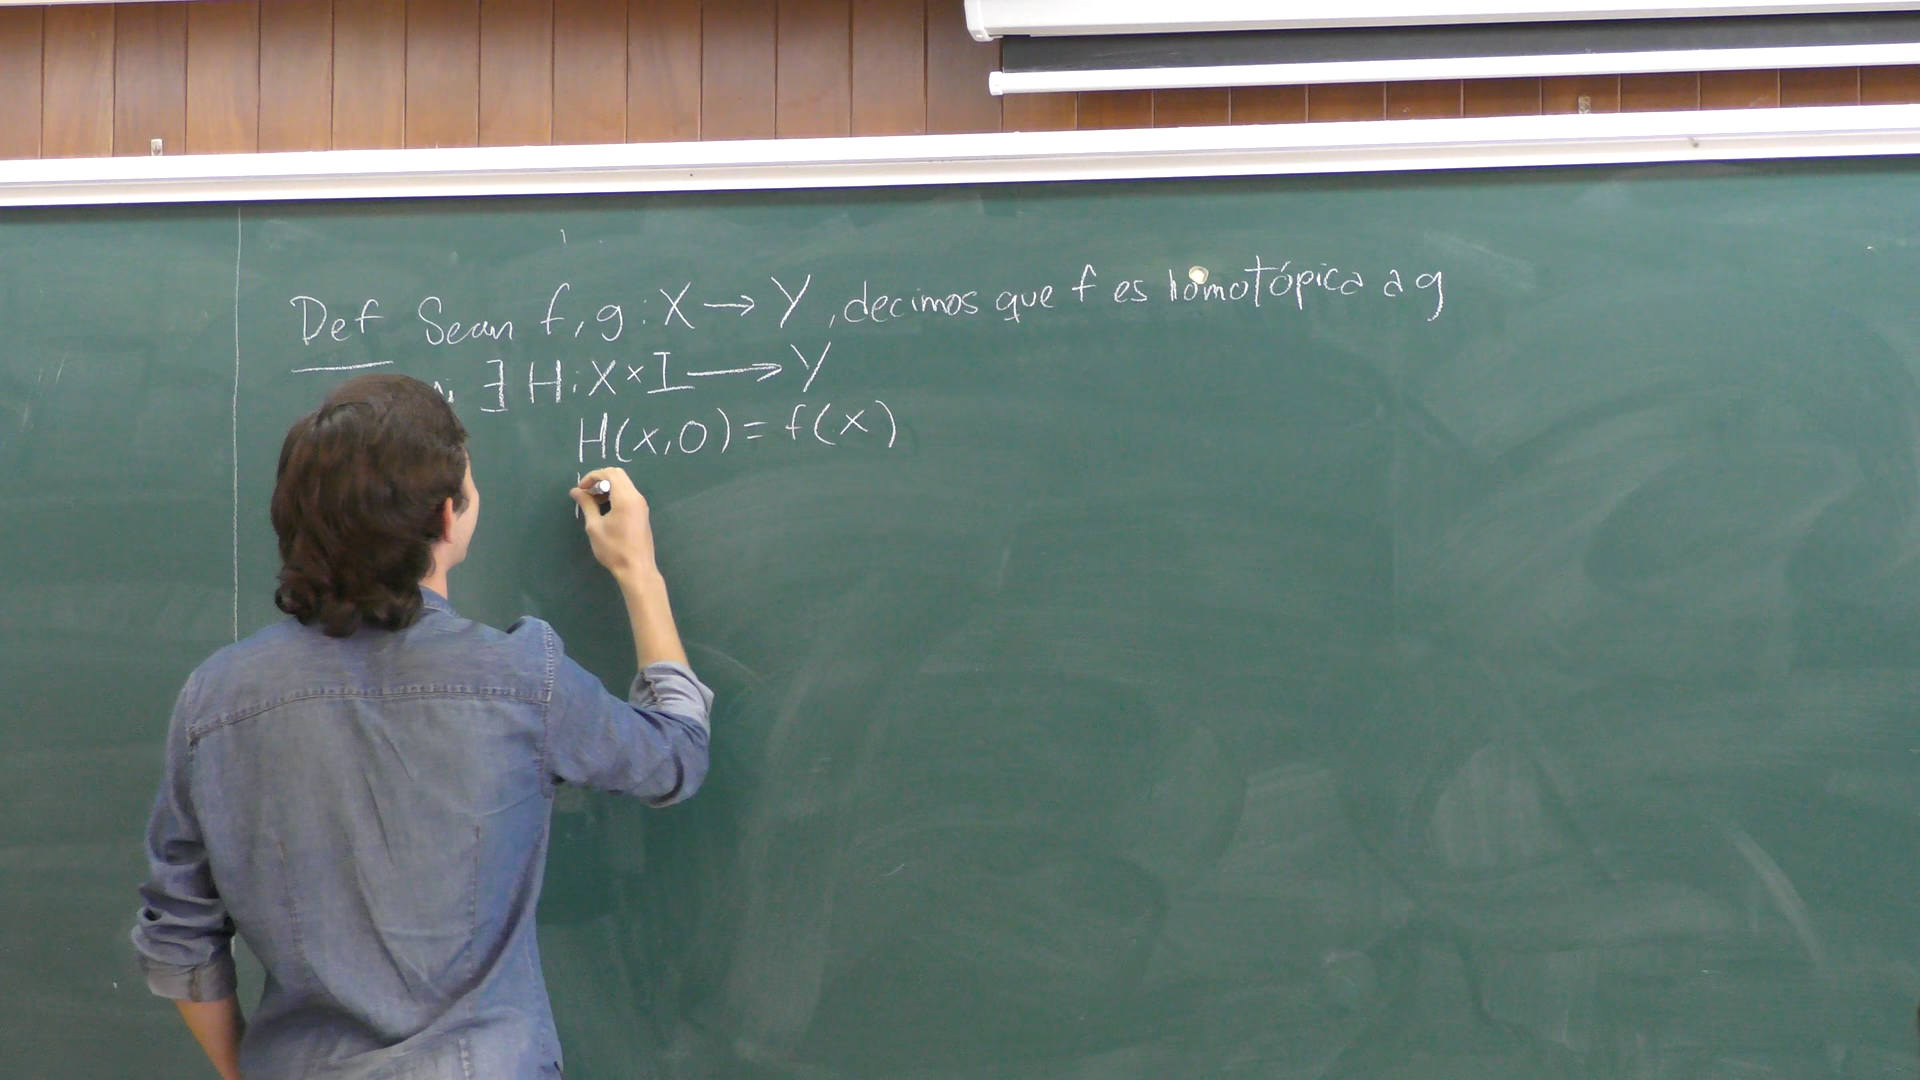 Def Sean f, g : X → Y, decimos que f es homotópica a g
∃ H : X × I → Y
H(x,0) = f(x)